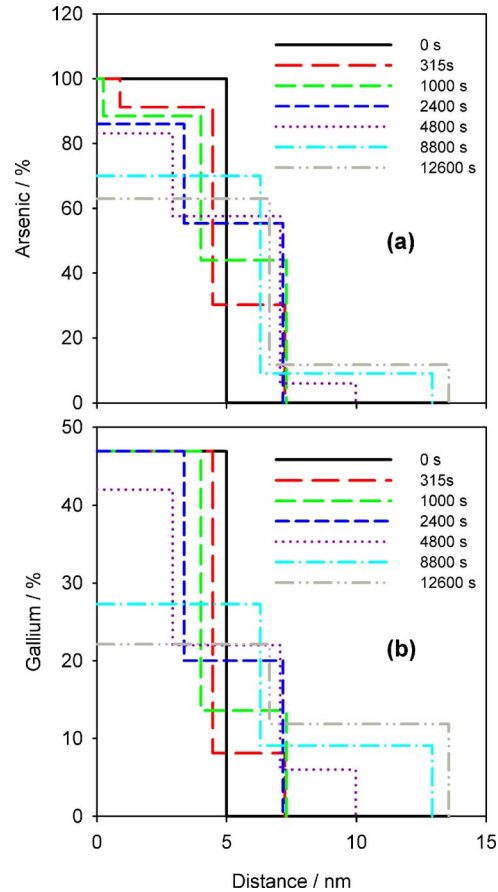 120
100
80
60
40
20
0
Arsenic / %
0 s
315s
1000 s
2400 s
4800 s
8800 s
12600 s
(a)
50
40
30
20
10
0
Gallium / %
0 s
315s
1000 s
2400 s
4800 s
8800 s
12600 s
(b)
0 5 10 15
Distance / nm